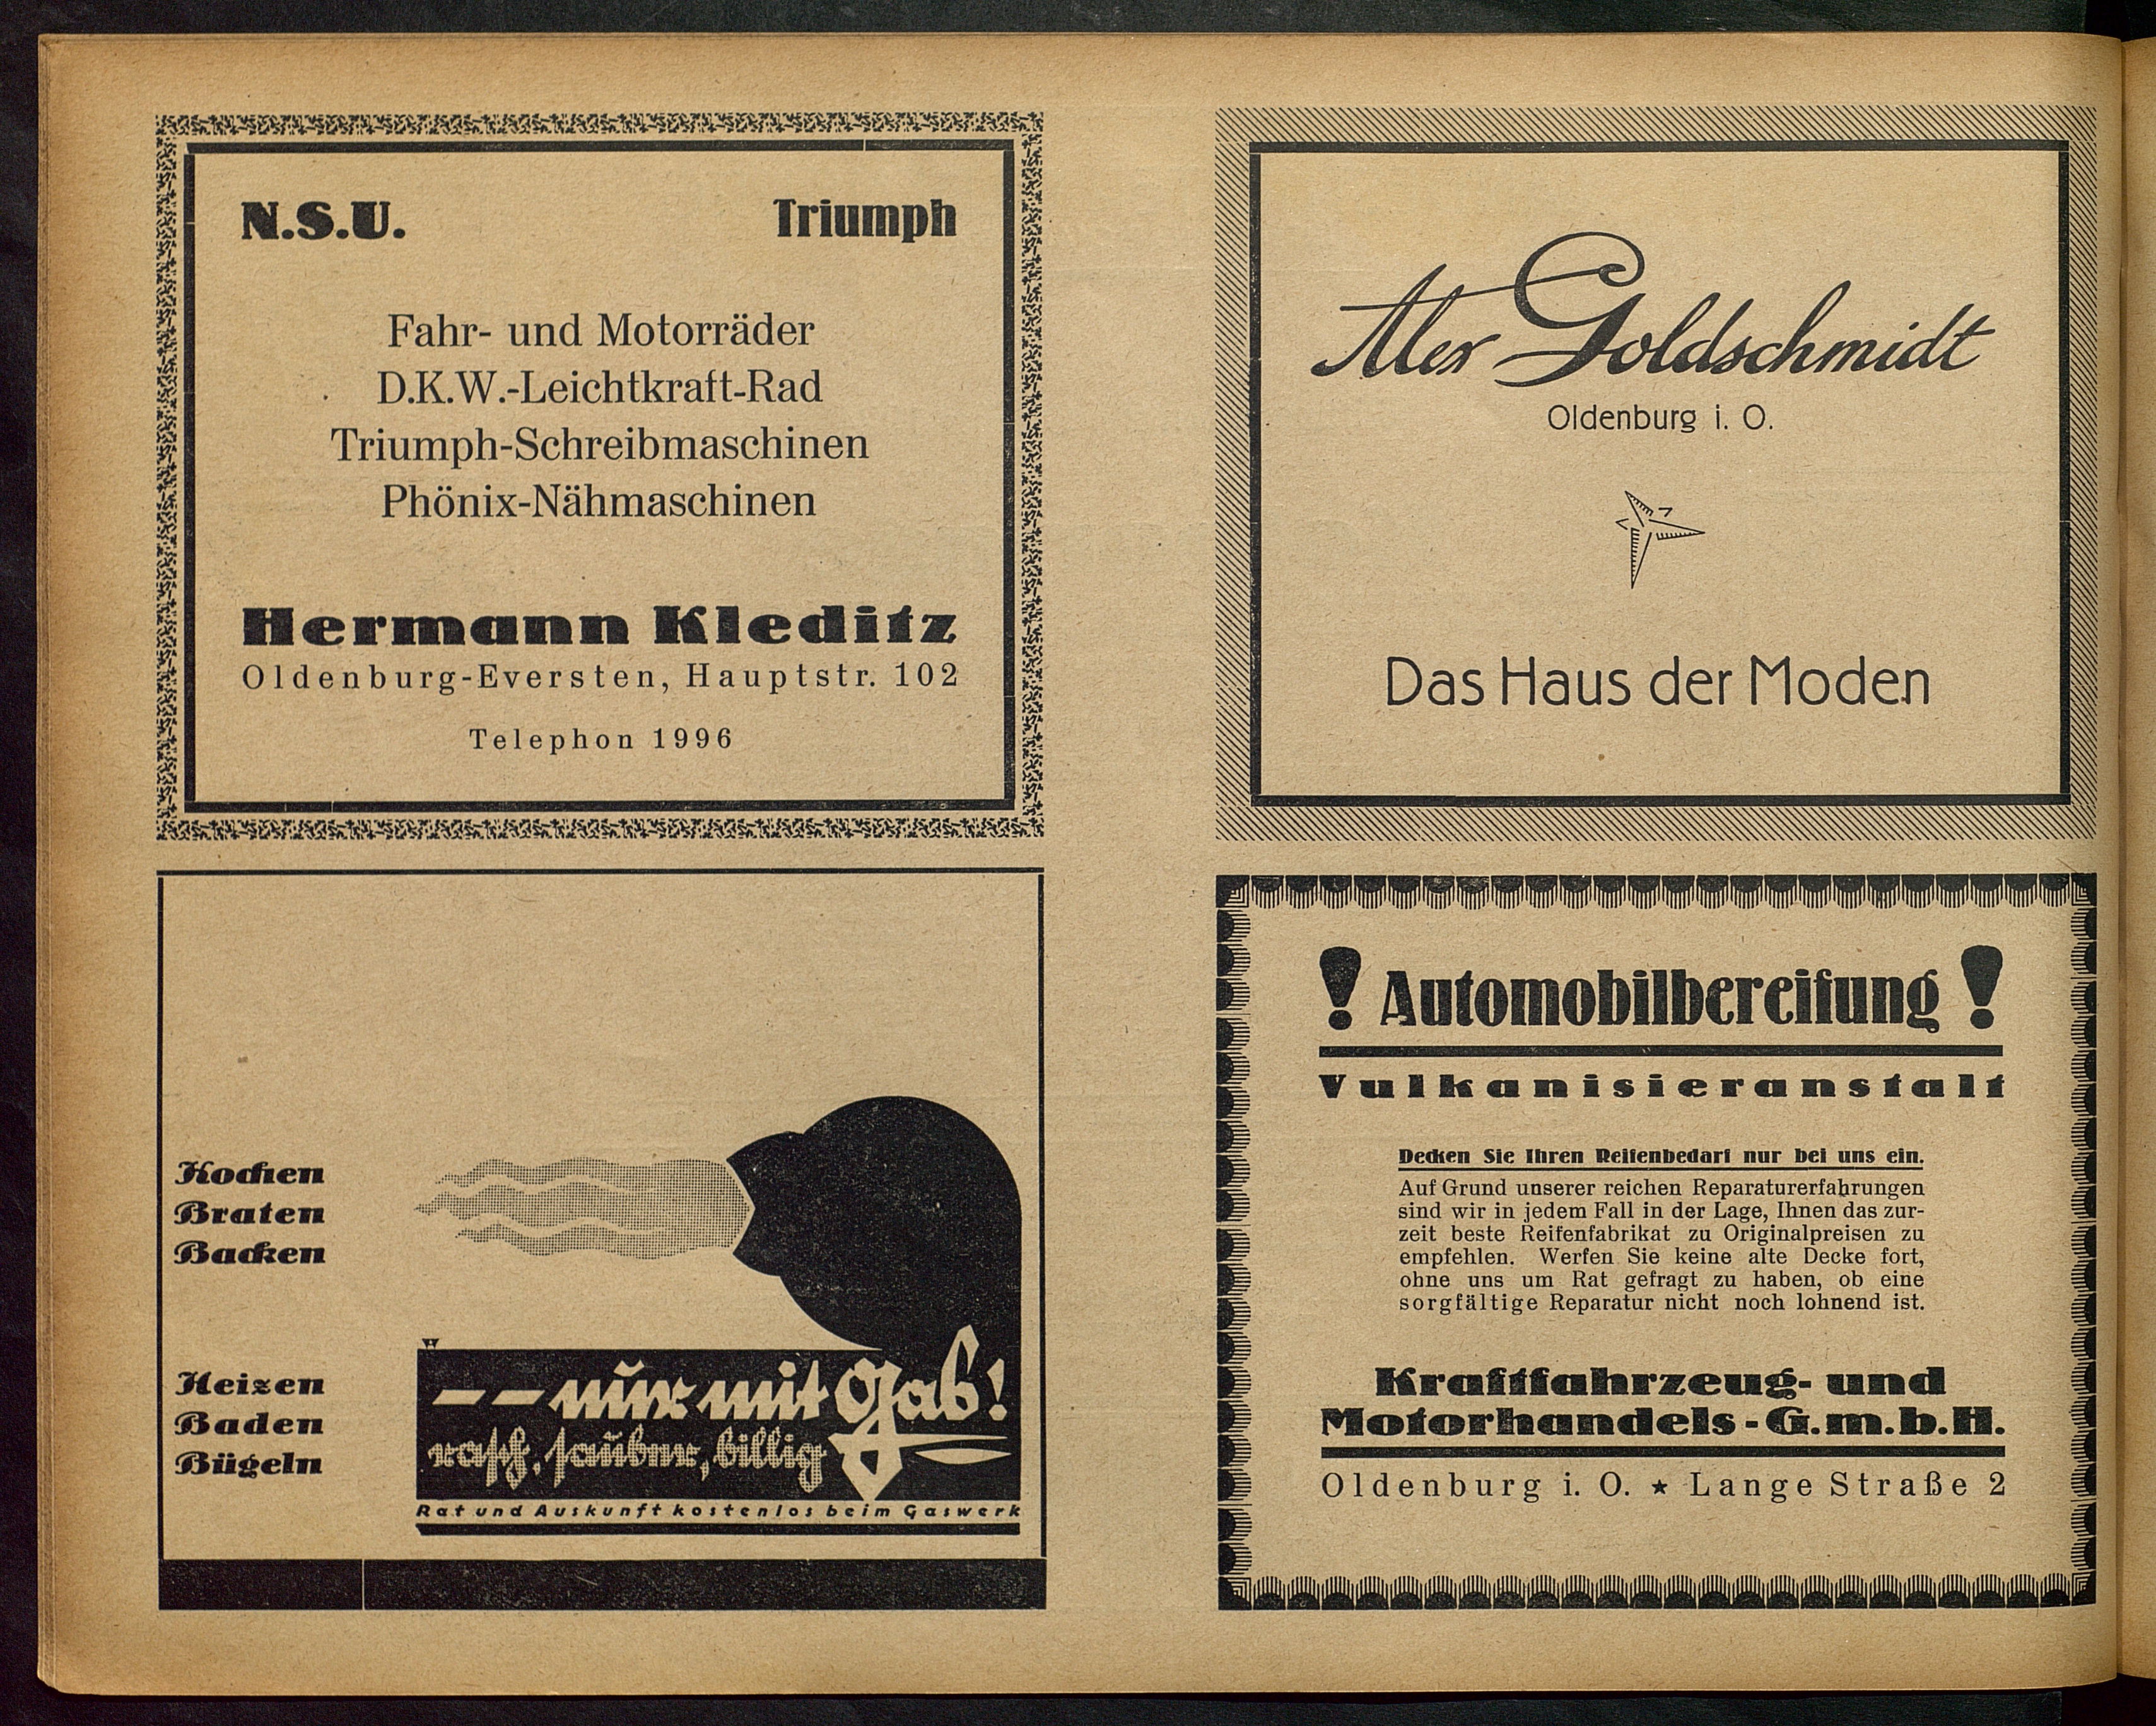 N.S.U. Triumph
Fahr- und Motorräder
D.K.W.-Leichtkraft-Rad
Triumph-Schreibmaschinen
Phönix-Nähmaschinen
Hermann Kleditz
Oldenburg-Eversten, Hauptstr. 102
Telephon 1996
Alex Goldschmidt
Oldenburg i. O.
Das Haus der Moden
Kochen
Braten
Backen
Heizen
Baden
Bügeln
-- nur mit Gas!
rasch, sauber, billig
Rat und Auskunft kostenlos beim Gaswerk
! Automobilbereifung !
Vulkanisieranstalt
Decken Sie Ihren Reifenbedarf nur bei uns ein.
Auf Grund unserer reichen Reparaturerfahrungen
sind wir in jedem Fall in der Lage, Ihnen das zur-
zeit beste Reifenfabrikat zu Originalpreisen zu
empfehlen. Werfen Sie keine alte Decke fort,
ohne uns um Rat gefragt zu haben, ob eine
sorgfältige Reparatur nicht noch lohnend ist.
Kraftfahrzeug- und
Motorhandels-G.m.b.H.
Oldenburg i. O. ★ Lange Straße 2